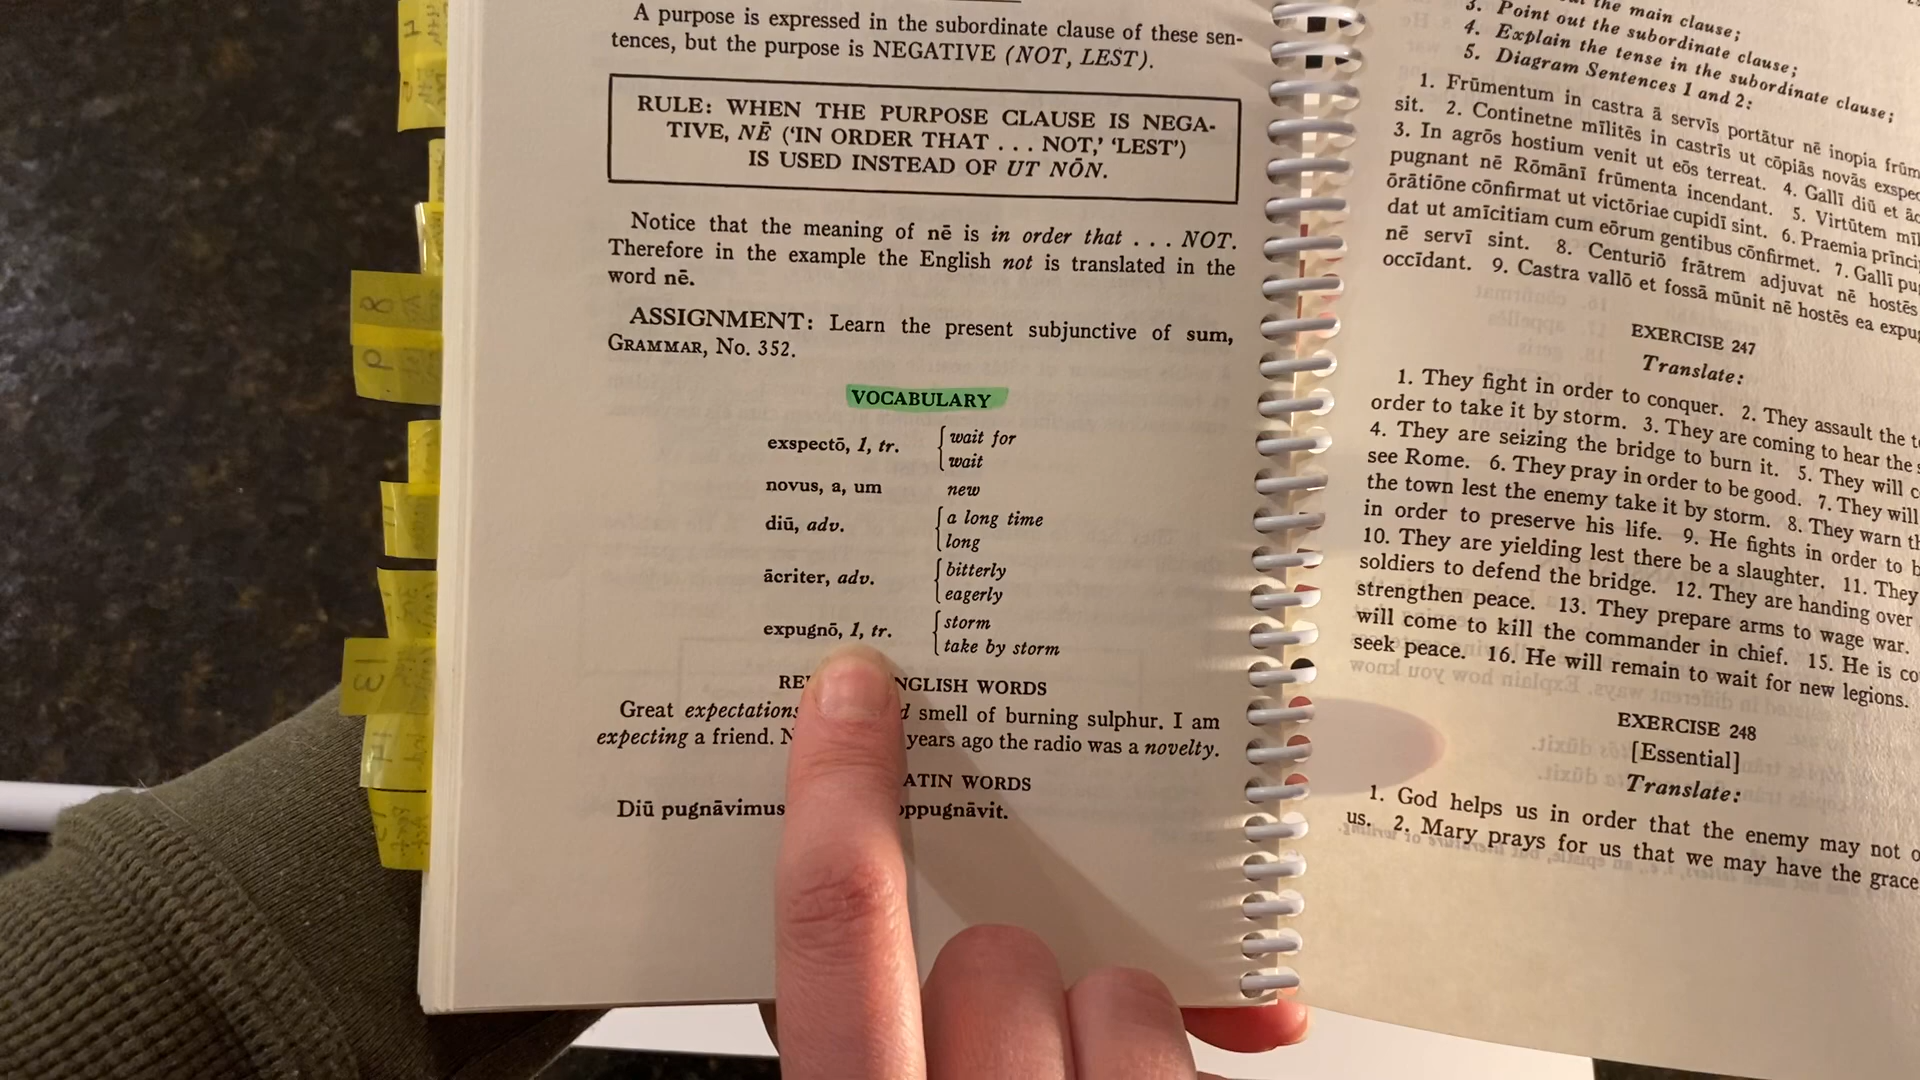 A purpose is expressed in the subordinate clause of these sen-
tences, but the purpose is NEGATIVE (NOT, LEST).
RULE: WHEN THE PURPOSE CLAUSE IS NEGA-
TIVE, NĒ ('IN ORDER THAT . . . NOT,' 'LEST')
IS USED INSTEAD OF UT NŌN.
Notice that the meaning of nē is in order that . . . NOT.
Therefore in the example the English not is translated in the
word nē.
ASSIGNMENT: Learn the present subjunctive of sum,
GRAMMAR, No. 352.
VOCABULARY
exspectō, 1, tr. wait for
wait
novus, a, um new
diū, adv. a long time
long
ācriter, adv. bitterly
eagerly
expugnō, 1, tr. storm
take by storm
ENGLISH WORDS
Great expectations smell of burning sulphur. I am
expecting a friend. years ago the radio was a novelty.
LATIN WORDS
Diū pugnāvimus oppugnāvit.
the main clause;
3. Point out the subordinate clause;
4. Explain the tense in the subordinate clause;
5. Diagram Sentences 1 and 2:
1. Frūmentum in castra ā servīs portātur nē inopia
sit. 2. Continetne mīlitēs in castrīs ut cōpiās novās
3. In agrōs hostium venit ut eōs terreat. 4. Gallī diū et
pugnant nē Rōmānī frūmenta incendant. 5. Virtūtem
ōrātiōne cōnfirmat ut victōriae cupidī sint. 6. Praemia
dat ut amīcitiam cum eōrum gentibus cōnfirmet. 7. Gallī
nē servī sint. 8. Centuriō frātrem adjuvat nē hostēs
occīdant. 9. Castra vallō et fossā mūnit nē hostēs ea
EXERCISE 247
Translate:
1. They fight in order to conquer. 2. They assault the
order to take it by storm. 3. They are coming to hear the
4. They are seizing the bridge to burn it. 5. They will
see Rome. 6. They pray in order to be good. 7. They will
the town lest the enemy take it by storm. 8. They warn
in order to preserve his life. 9. He fights in order to
10. They are yielding lest there be a slaughter. 11. They
soldiers to defend the bridge. 12. They are handing over
strengthen peace. 13. They prepare arms to wage war.
will come to kill the commander in chief. 15. He is
seek peace. 16. He will remain to wait for new legions.
EXERCISE 248
[Essential]
Translate:
1. God helps us in order that the enemy may not
us. 2. Mary prays for us that we may have the grace